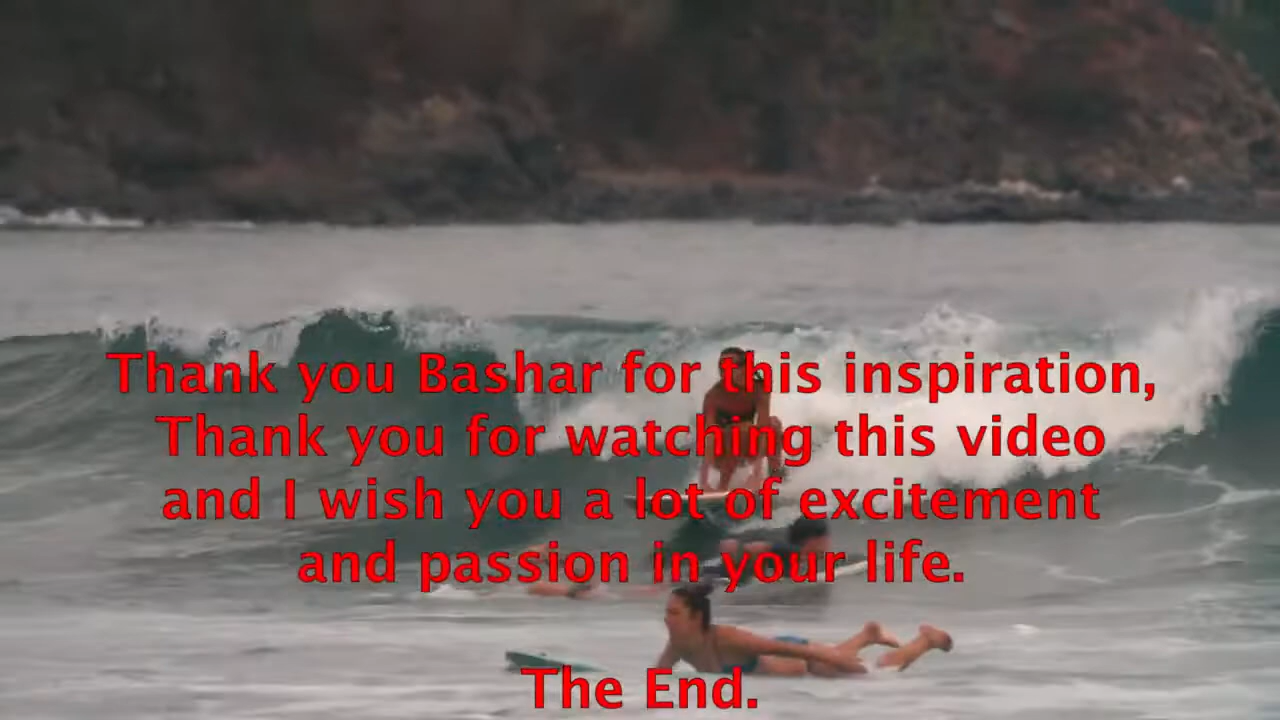 Thank you Bashar for this inspiration,
Thank you for watching this video
and I wish you a lot of excitement
and passion in your life.
The End.